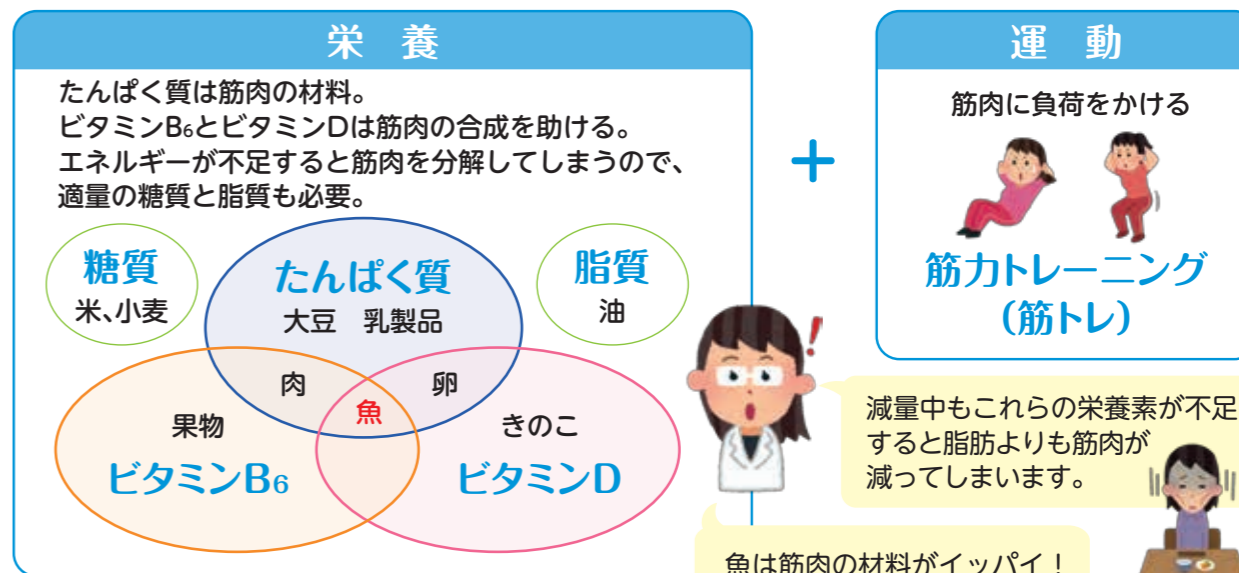 栄 養
たんぱく質は筋肉の材料。
ビタミンB₆とビタミンDは筋肉の合成を助ける。
エネルギーが不足すると筋肉を分解してしまうので、
適量の糖質と脂質も必要。
糖質
米、小麦
たんぱく質
大豆 乳製品
脂質
油
肉
卵
魚
果物
きのこ
ビタミンB₆
ビタミンD
+
運 動
筋肉に負荷をかける
筋力トレーニング
(筋トレ)
!
減量中もこれらの栄養素が不足
すると脂肪よりも筋肉が
減ってしまいます。
魚は筋肉の材料がイッパイ!